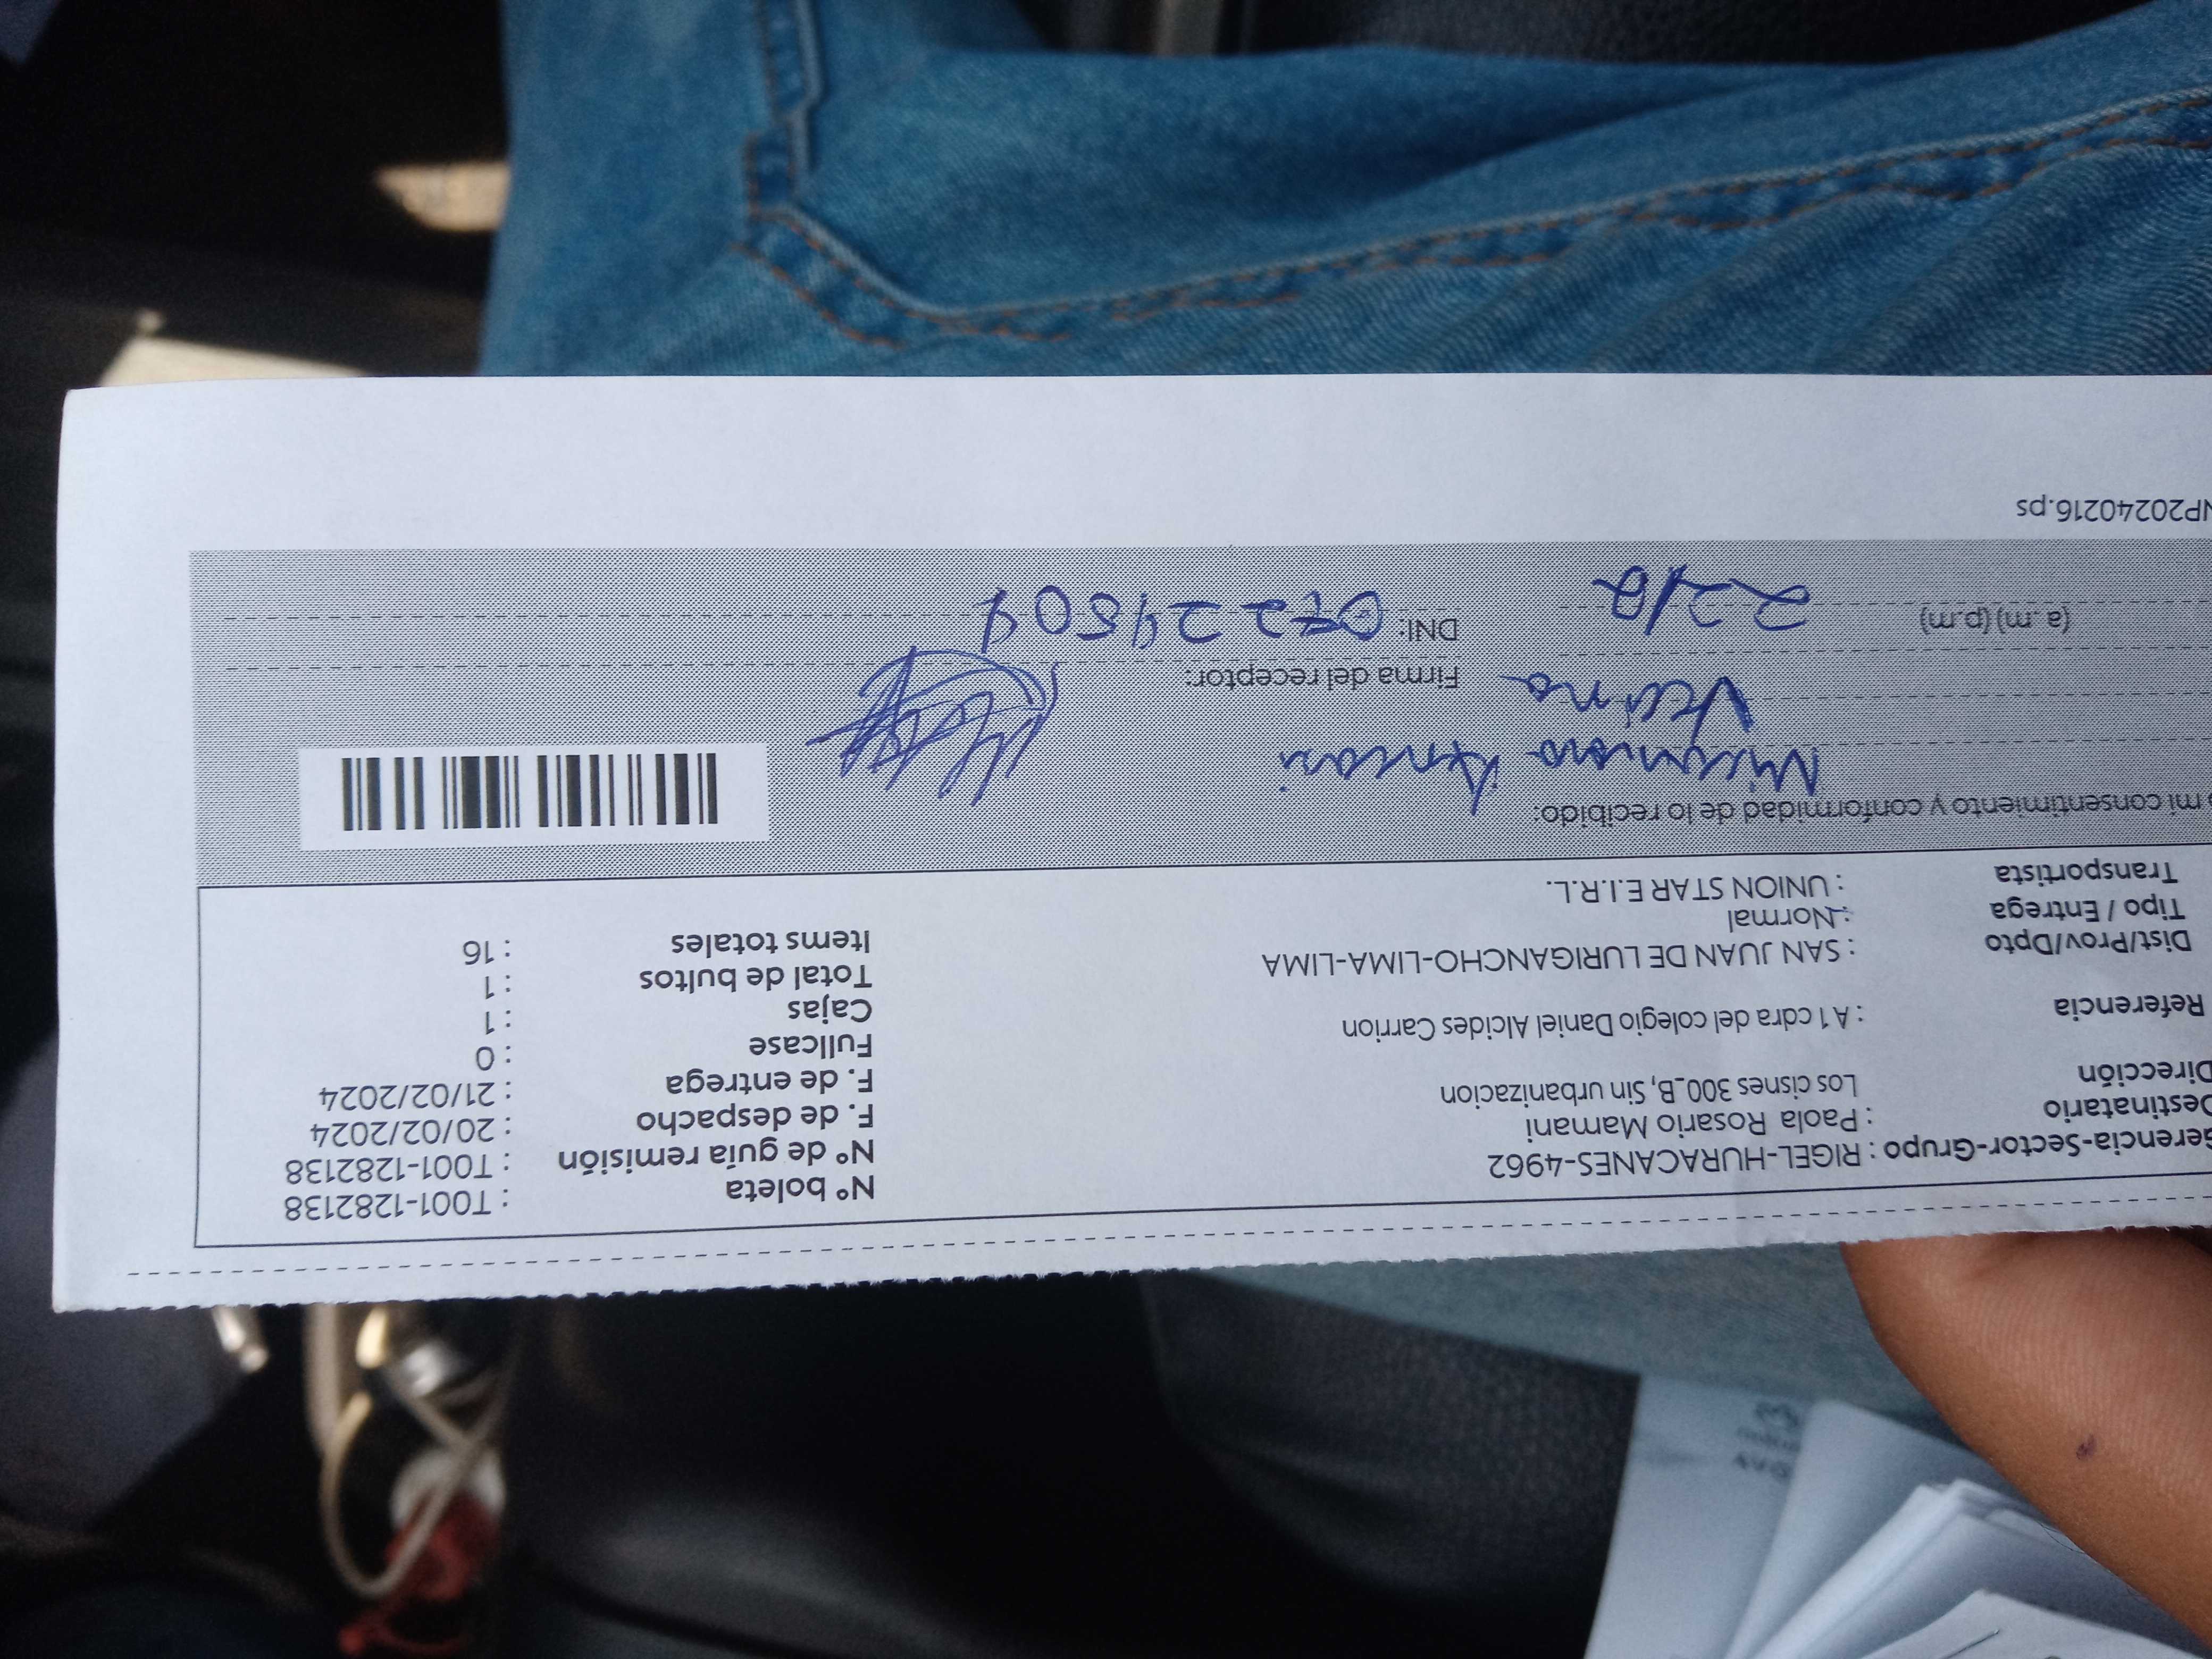 Gerencia-Sector-Grupo : RIGEL-HURACANES-4962
Destinatario : Paola Rosario Mamani
Dirección Los cisnes 300_B, Sin urbanizacion
Referencia : A 1 cdra del colegio Daniel Alcides Carrion
Dist/Prov/Dpto : SAN JUAN DE LURIGANCHO-LIMA-LIMA
Tipo / Entrega : Normal
Transportista : UNION STAR E.I.R.L.
N° boleta : T001-1282138
N° de guía remisión : T001-1282138
F. de despacho : 20/02/2024
F. de entrega : 21/02/2024
Fullcase : 0
Cajas : 1
Total de bultos : 1
Items totales : 16
mi consentimiento y conformidad de lo recibido:
Vecina
Firma del receptor:
(a.m) (p.m)
DNI:
NP20240216.ps